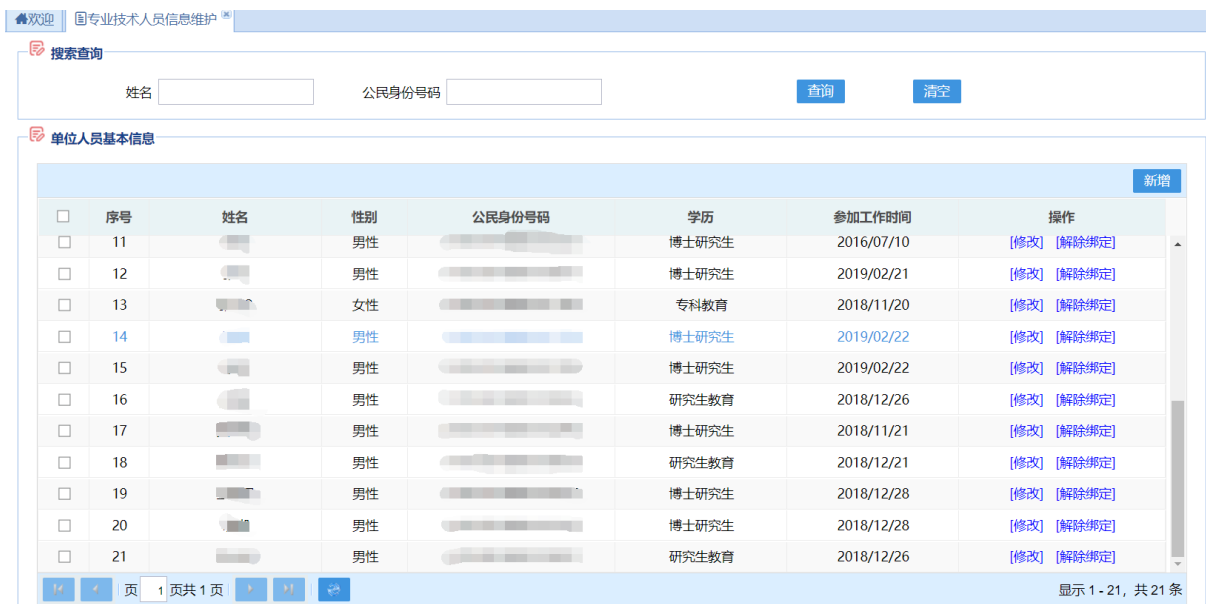 欢迎 专业技术人员信息维护
搜索查询
姓名 公民身份号码 查询 清空
单位人员基本信息
新增
序号 姓名 性别 公民身份号码 学历 参加工作时间 操作
11 男性 博士研究生 2016/07/10 [修改] [解除绑定]
12 男性 博士研究生 2019/02/21 [修改] [解除绑定]
13 女性 专科教育 2018/11/20 [修改] [解除绑定]
14 男性 博士研究生 2019/02/22 [修改] [解除绑定]
15 男性 博士研究生 2019/02/22 [修改] [解除绑定]
16 男性 研究生教育 2018/12/26 [修改] [解除绑定]
17 男性 博士研究生 2018/11/21 [修改] [解除绑定]
18 男性 研究生教育 2018/12/21 [修改] [解除绑定]
19 男性 博士研究生 2018/12/28 [修改] [解除绑定]
20 男性 博士研究生 2018/12/28 [修改] [解除绑定]
21 男性 研究生教育 2018/12/26 [修改] [解除绑定]
页 1 页共 1 页 显示 1 - 21，共 21 条